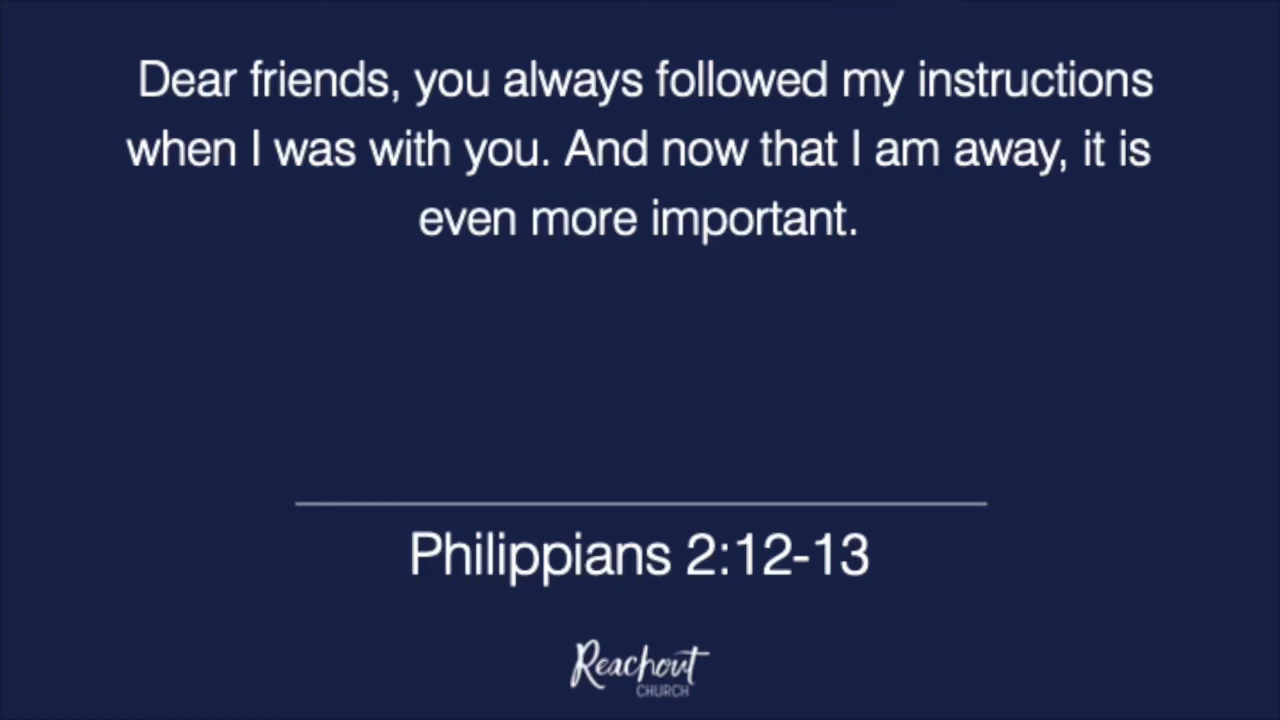 Dear friends, you always followed my instructions
when I was with you. And now that I am away, it is
even more important.
Philippians 2:12-13
Reachout
CHURCH